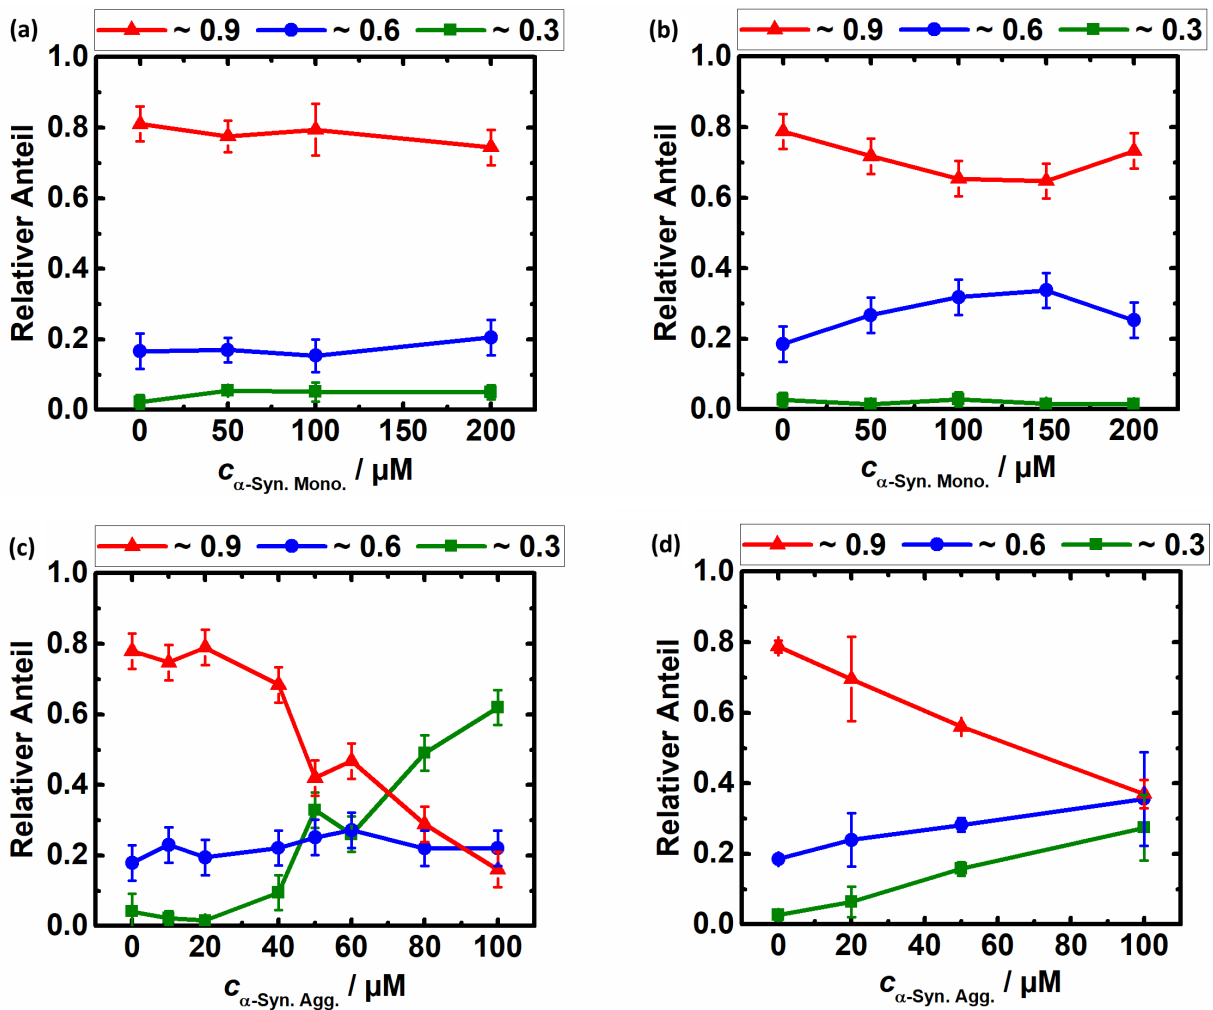 (a)
~ 0.9 ~ 0.6 ~ 0.3
1.0
0.8
0.6
0.4
0.2
0.0
Relativer Anteil
0 50 100 150 200
c α-Syn. Mono. / µM
(b)
~ 0.9 ~ 0.6 ~ 0.3
1.0
0.8
0.6
0.4
0.2
0.0
Relativer Anteil
0 50 100 150 200
c α-Syn. Mono. / µM
(c)
~ 0.9 ~ 0.6 ~ 0.3
1.0
0.8
0.6
0.4
0.2
0.0
Relativer Anteil
0 20 40 60 80 100
c α-Syn. Agg. / µM
(d)
~ 0.9 ~ 0.6 ~ 0.3
1.0
0.8
0.6
0.4
0.2
0.0
Relativer Anteil
0 20 40 60 80 100
c α-Syn. Agg. / µM